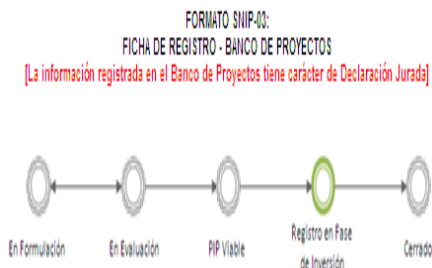 FORMATO SNIP-03:
FICHA DE REGISTRO - BANCO DE PROYECTOS
[La información registrada en el Banco de Proyectos tiene carácter de Declaración Jurada]
En Formulación
En Evaluación
PIP Viable
Registro en Fase
de Inversión
Cerrado